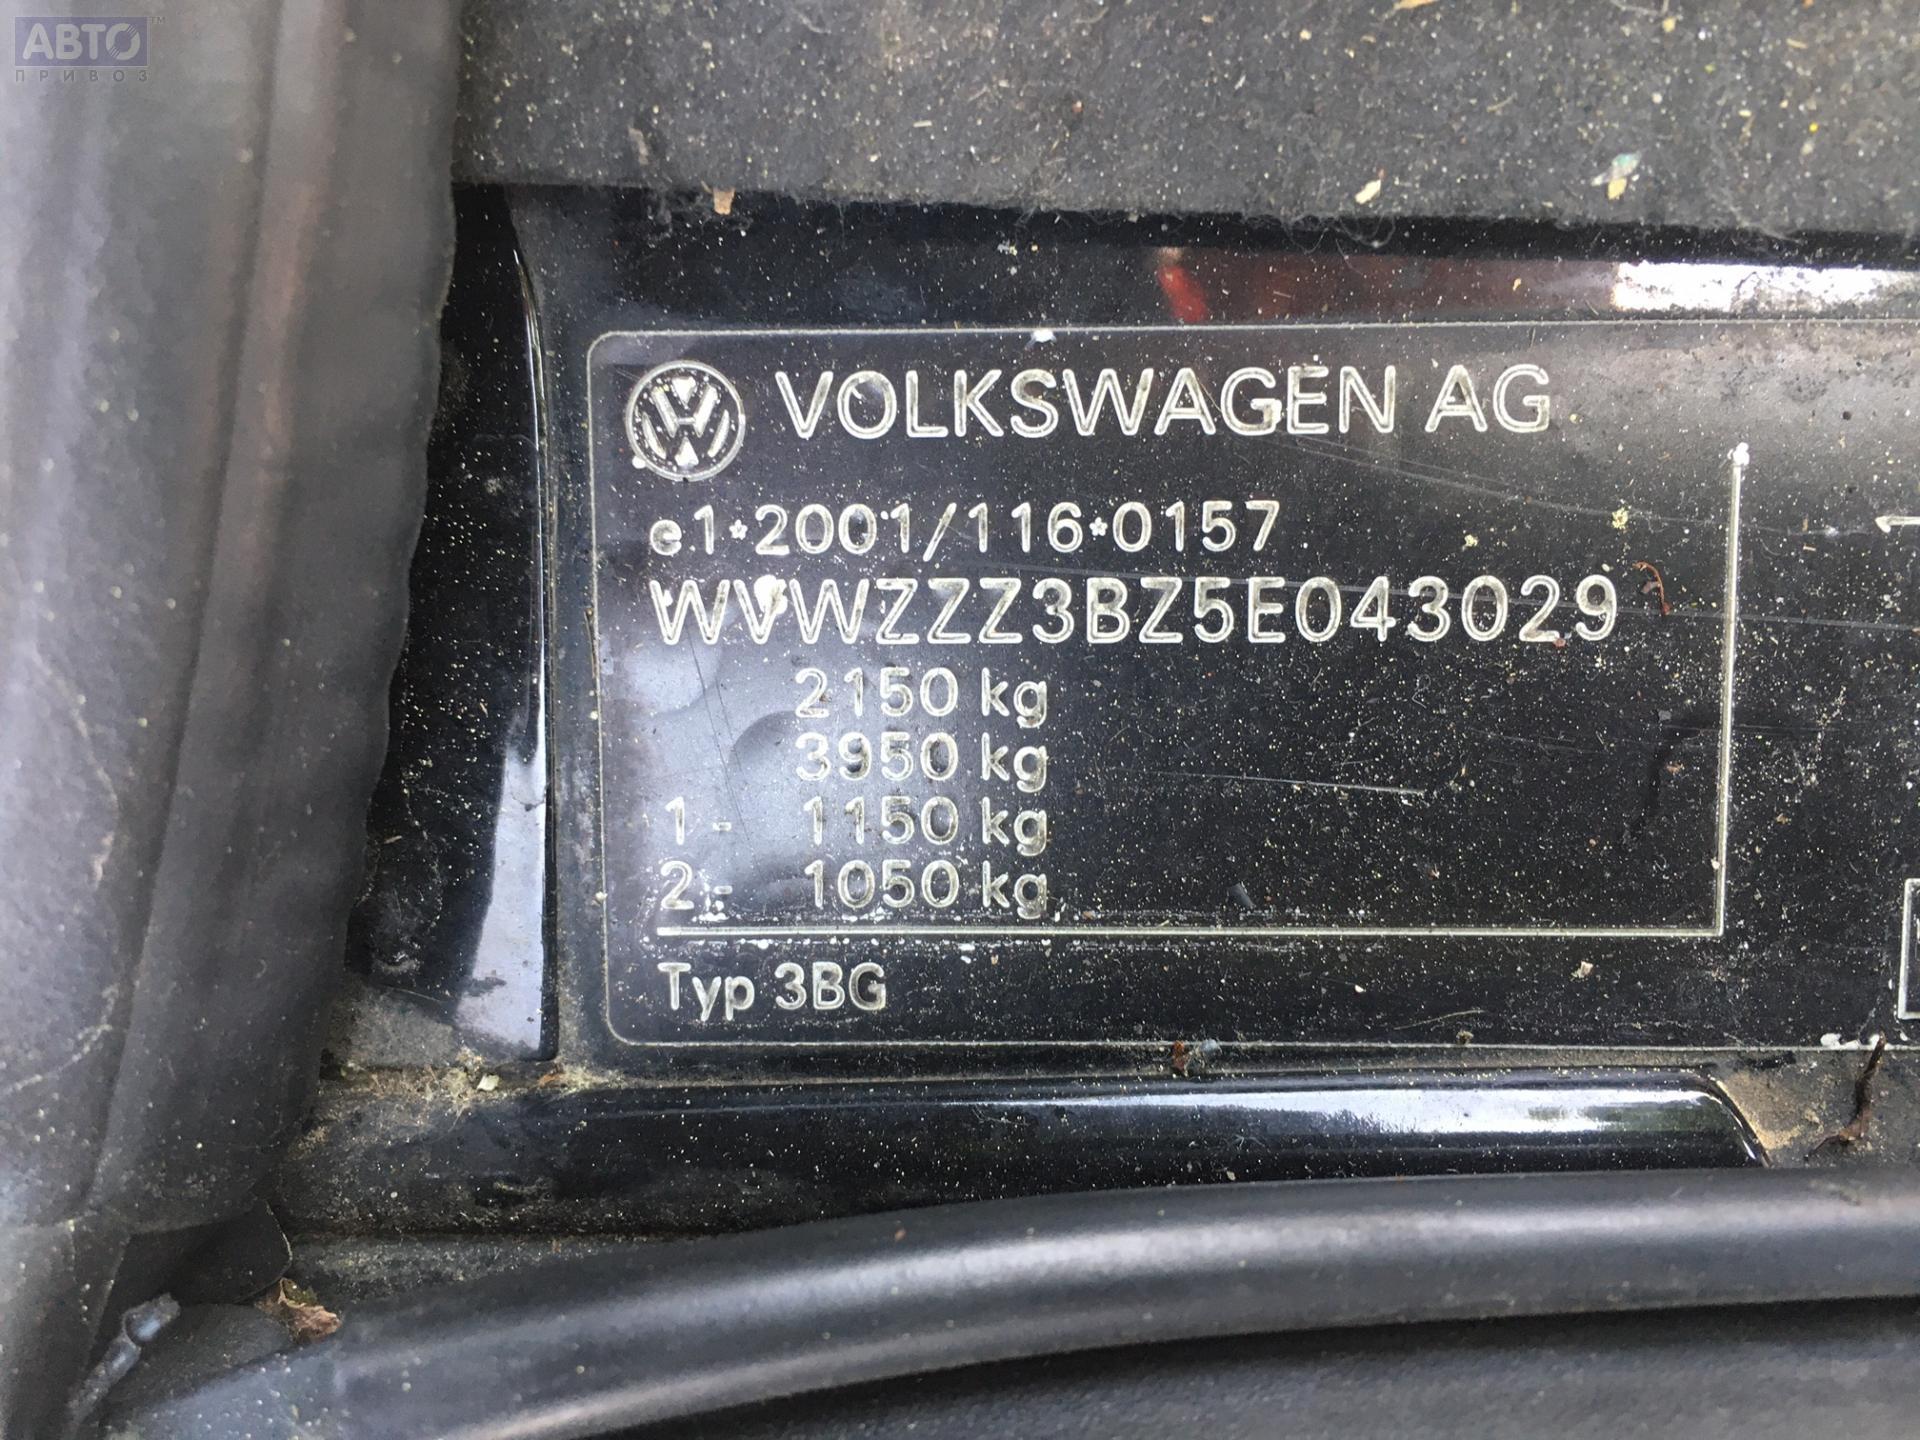 АВТО™
ПРИВОЗ
VOLKSWAGEN AG
e1*2001/116*0157
WVWZZZ3BZ5E043029
2150 kg
3950 kg
1- 1150 kg
2- 1050 kg
Typ 3BG